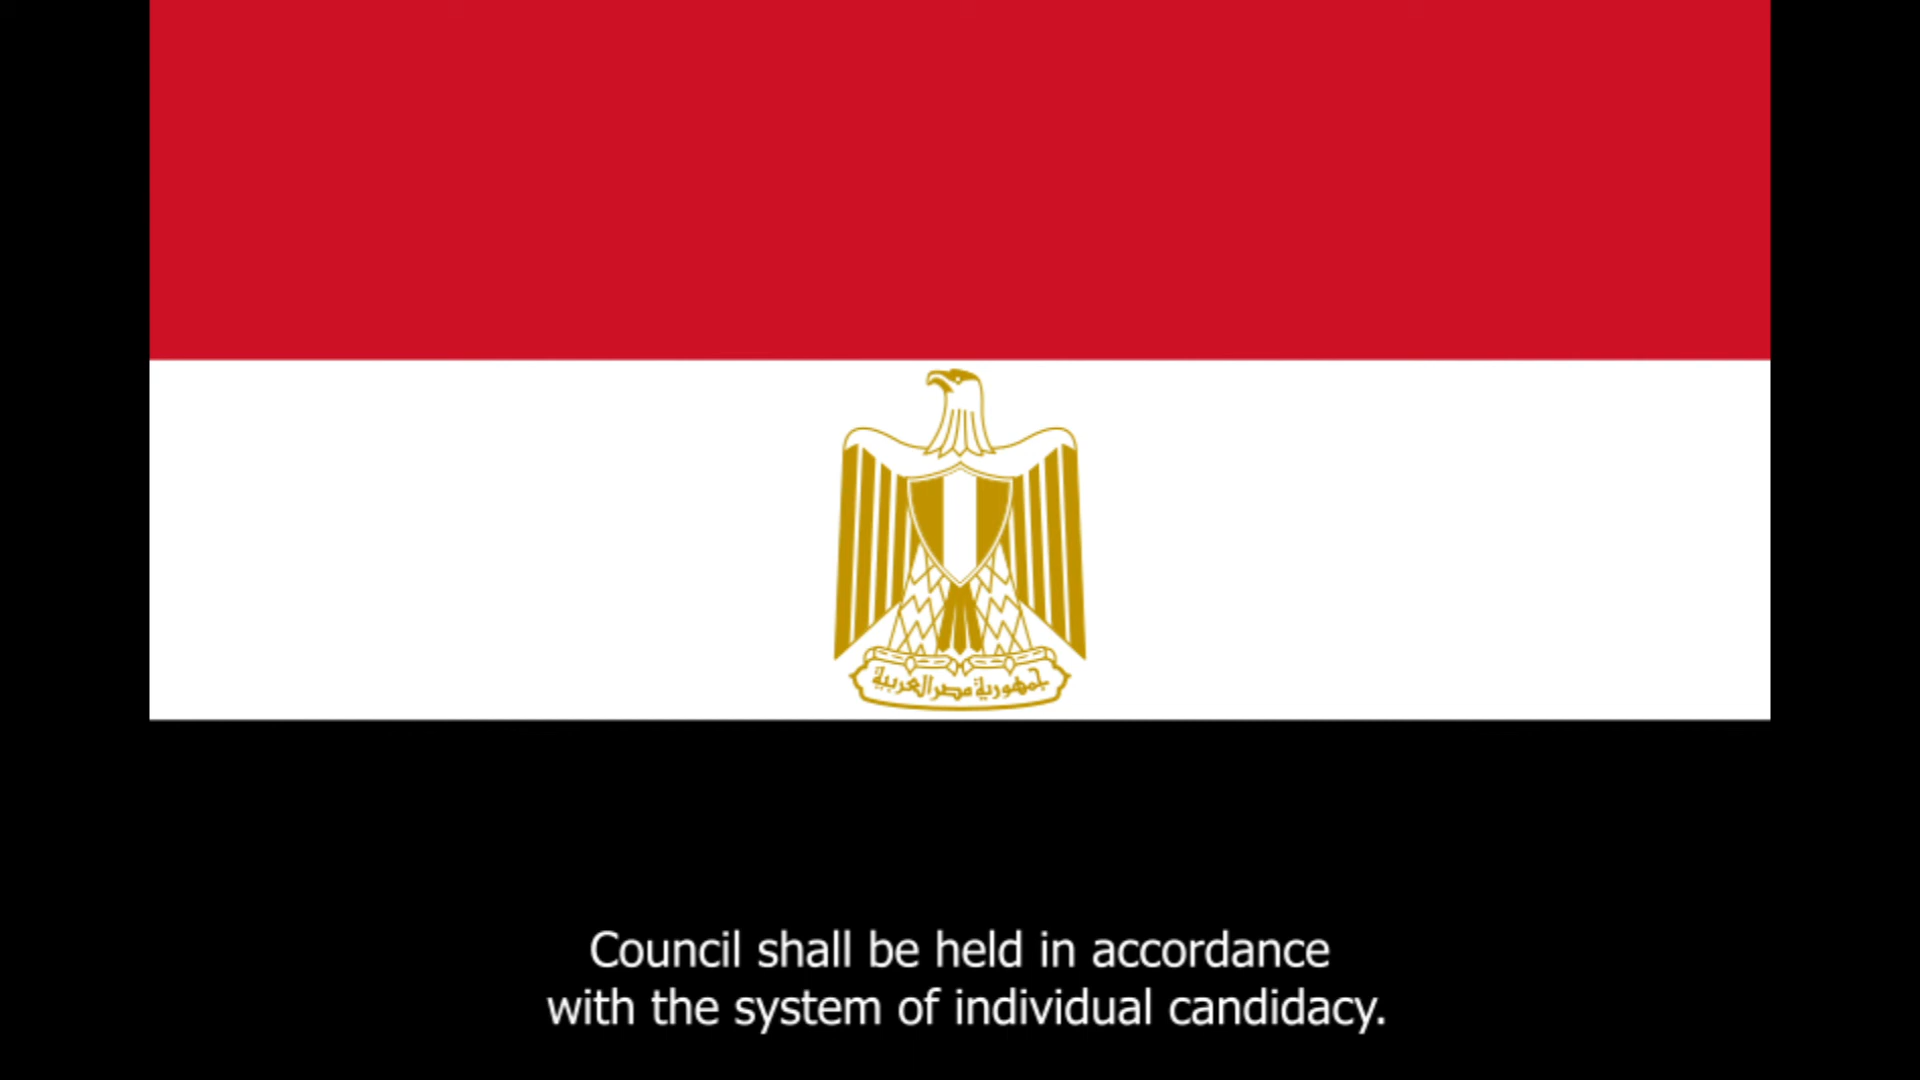 جمهورية مصر العربية
Council shall be held in accordance
with the system of individual candidacy.